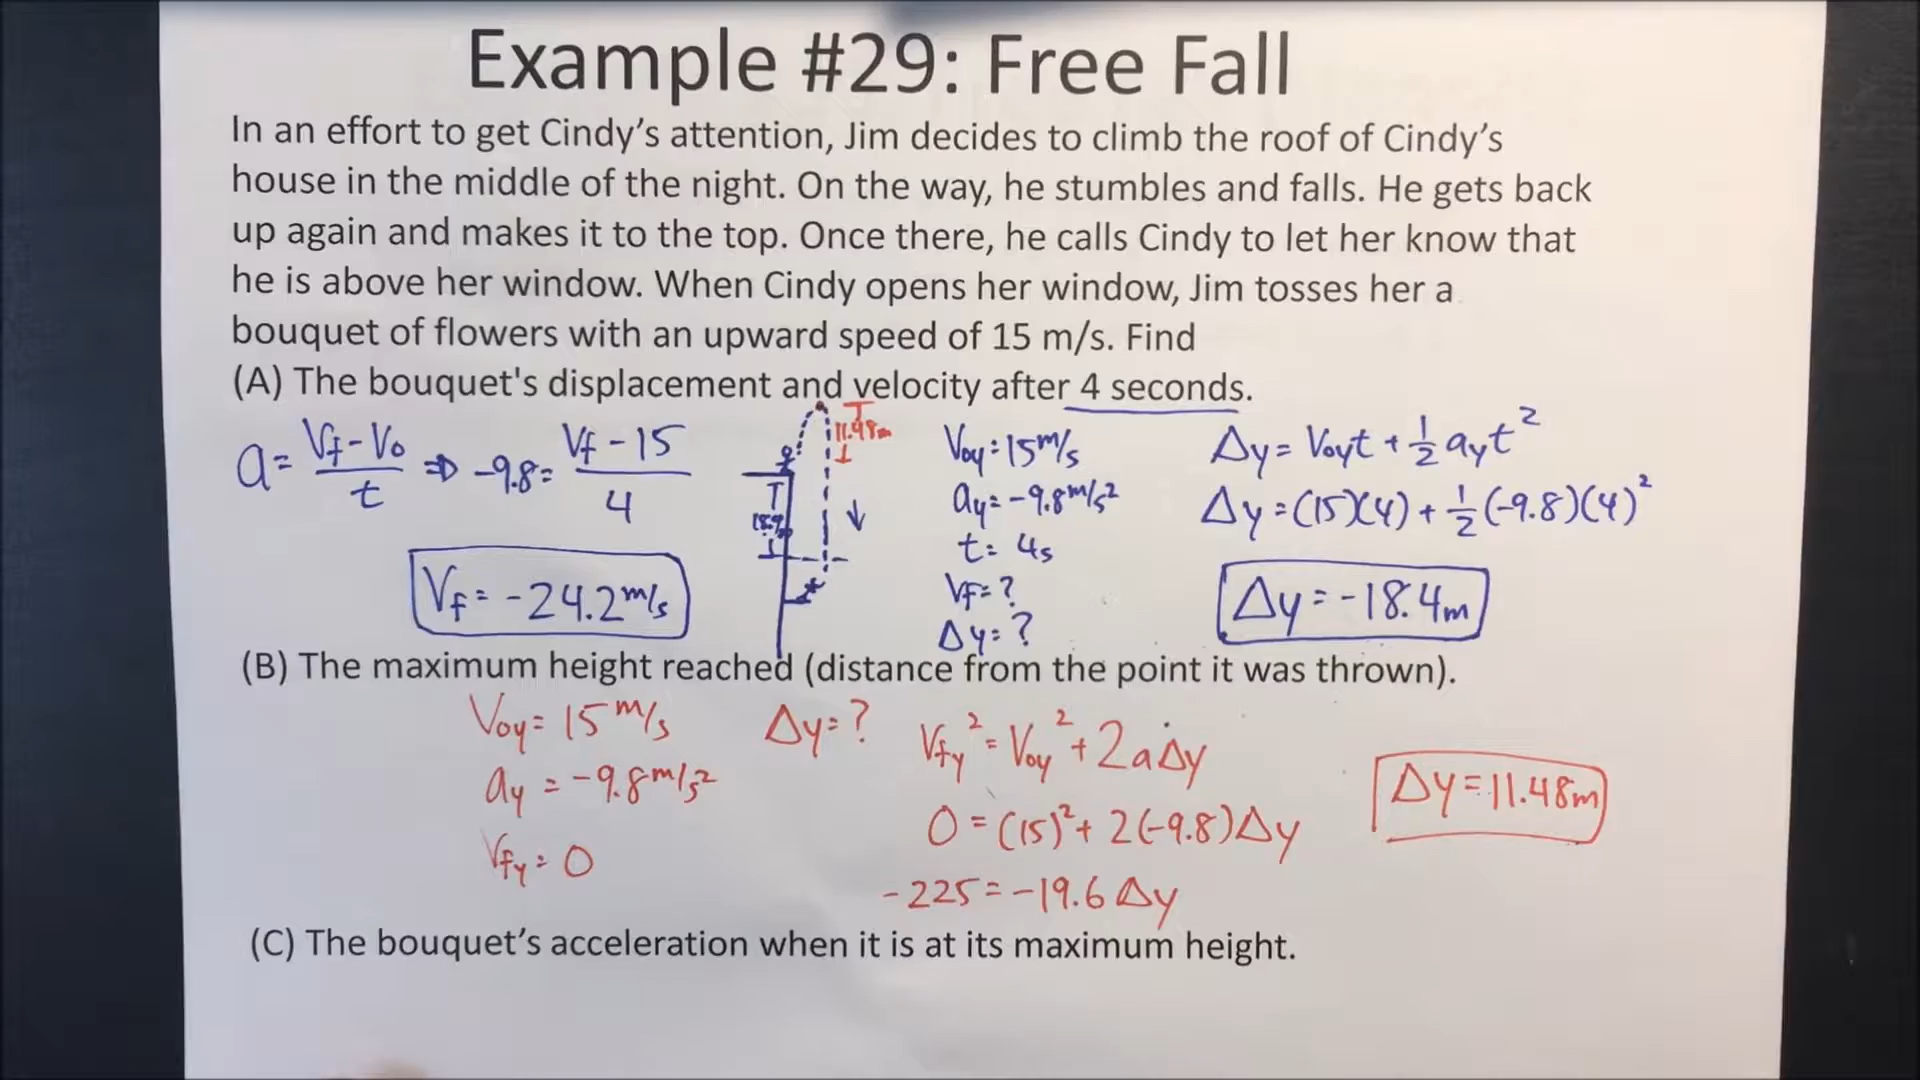 Example #29: Free Fall
In an effort to get Cindy’s attention, Jim decides to climb the roof of Cindy’s
house in the middle of the night. On the way, he stumbles and falls. He gets back
up again and makes it to the top. Once there, he calls Cindy to let her know that
he is above her window. When Cindy opens her window, Jim tosses her a
bouquet of flowers with an upward speed of 15 m/s. Find
(A) The bouquet's displacement and velocity after 4 seconds.
a = Vf - Vo / t ⇒ -9.8 = Vf - 15 / 4
Vf = -24.2 m/s
11.48m
Voy = 15 m/s
ay = -9.8 m/s²
t = 4s
Vf = ?
Δy = ?
Δy = Voyt + ½ ayt²
Δy = (15)(4) + ½ (-9.8)(4)²
Δy = -18.4m
(B) The maximum height reached (distance from the point it was thrown).
Voy = 15 m/s
ay = -9.8 m/s²
Vfy = 0
Δy = ?
Vfy² = Voy² + 2aΔy
0 = (15)² + 2(-9.8)Δy
-225 = -19.6 Δy
Δy = 11.48m
(C) The bouquet’s acceleration when it is at its maximum height.